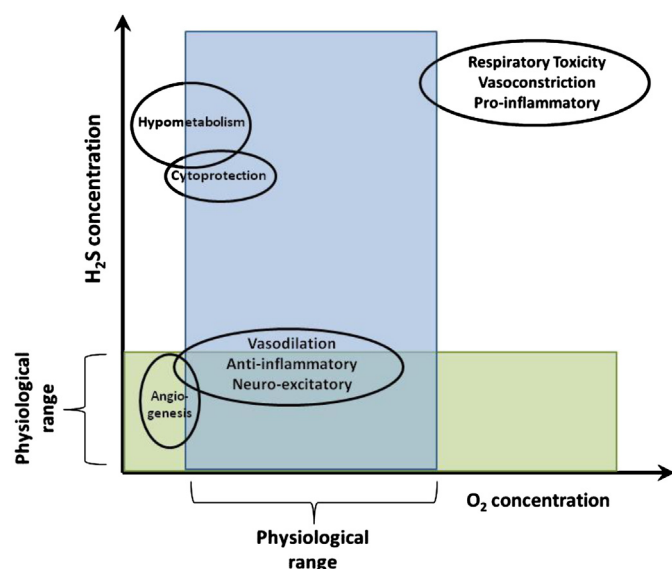 Respiratory Toxicity
Vasoconstriction
Pro-inflammatory
Hypometabolism
Cytoprotection
H₂S concentration
Vasodilation
Anti-inflammatory
Neuro-excitatory
Angio-
genesis
Physiological
range
O₂ concentration
Physiological
range